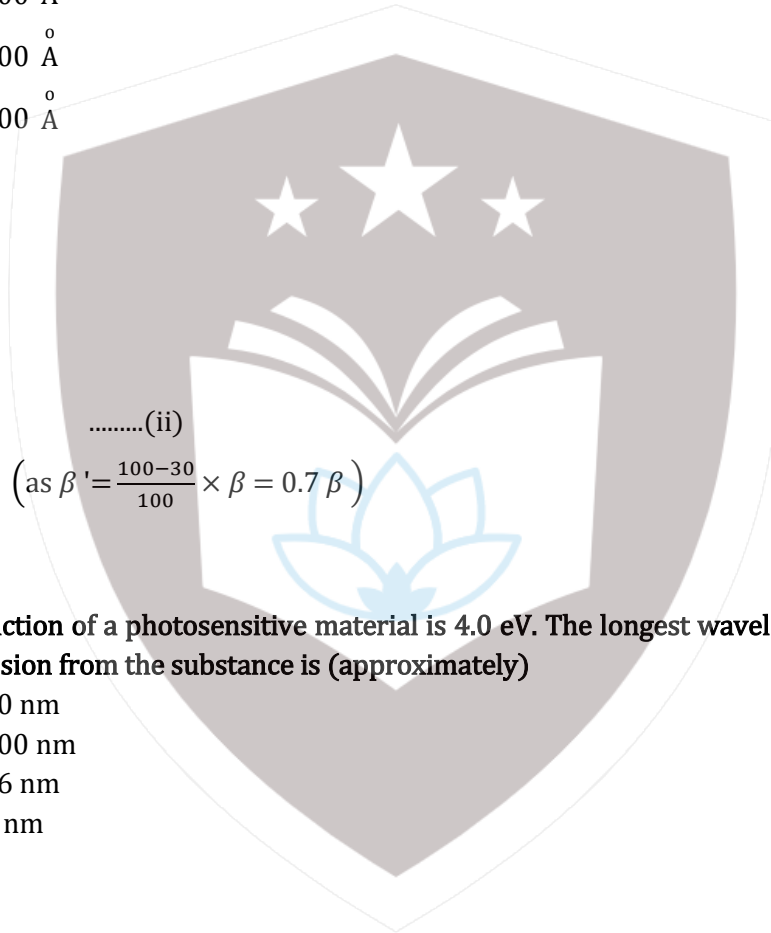 00 Å
00 Å
.........(ii)
(as β '= 100−30/100 × β = 0.7 β)
ction of a photosensitive material is 4.0 eV. The longest wavel
sion from the substance is (approximately)
0 nm
00 nm
6 nm
nm